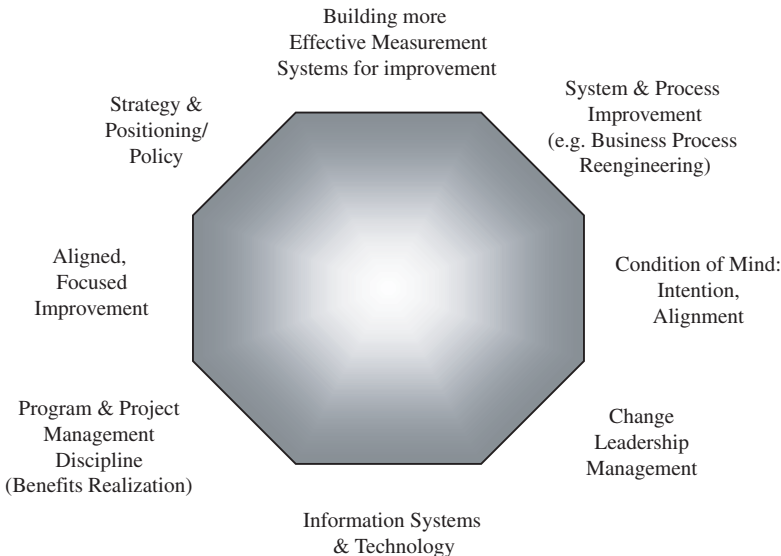 Building more
Effective Measurement
Systems for improvement
System & Process
Improvement
(e.g. Business Process
Reengineering)
Condition of Mind:
Intention,
Alignment
Change
Leadership
Management
Information Systems
& Technology
Program & Project
Management
Discipline
(Benefits Realization)
Aligned,
Focused
Improvement
Strategy &
Positioning/
Policy